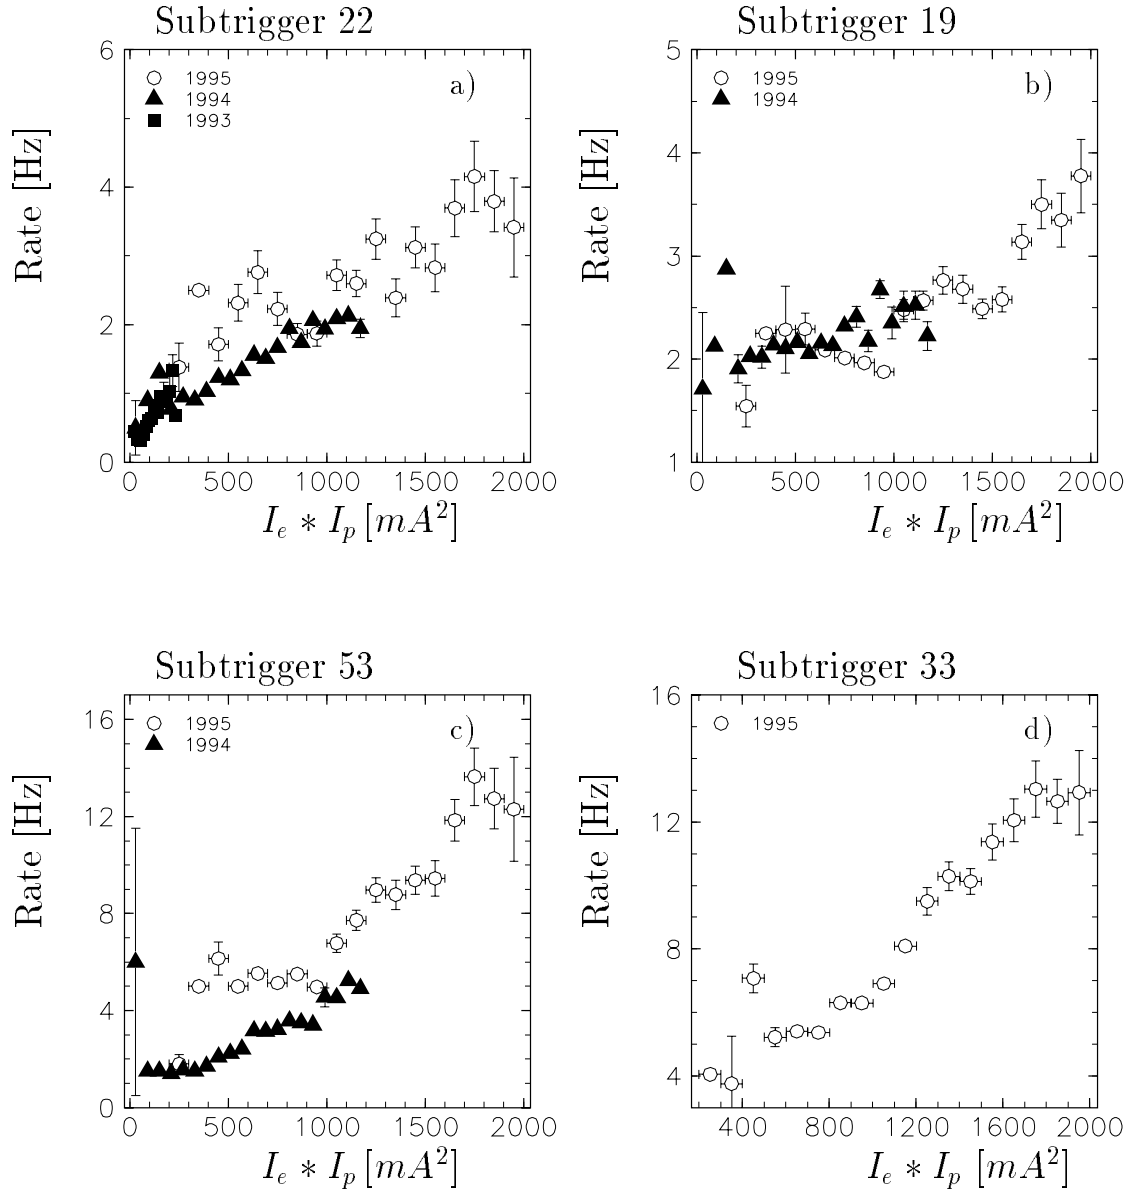 Subtrigger 22
6
4
2
0
Rate [Hz]
1995
1994
1993
a)
0 500 1000 1500 2000
I_e * I_p [mA^2]
Subtrigger 19
5
4
3
2
1
Rate [Hz]
1995
1994
b)
0 500 1000 1500 2000
I_e * I_p [mA^2]
Subtrigger 53
16
12
8
4
0
Rate [Hz]
1995
1994
c)
0 500 1000 1500 2000
I_e * I_p [mA^2]
Subtrigger 33
16
12
8
4
Rate [Hz]
1995
d)
400 800 1200 1600 2000
I_e * I_p [mA^2]